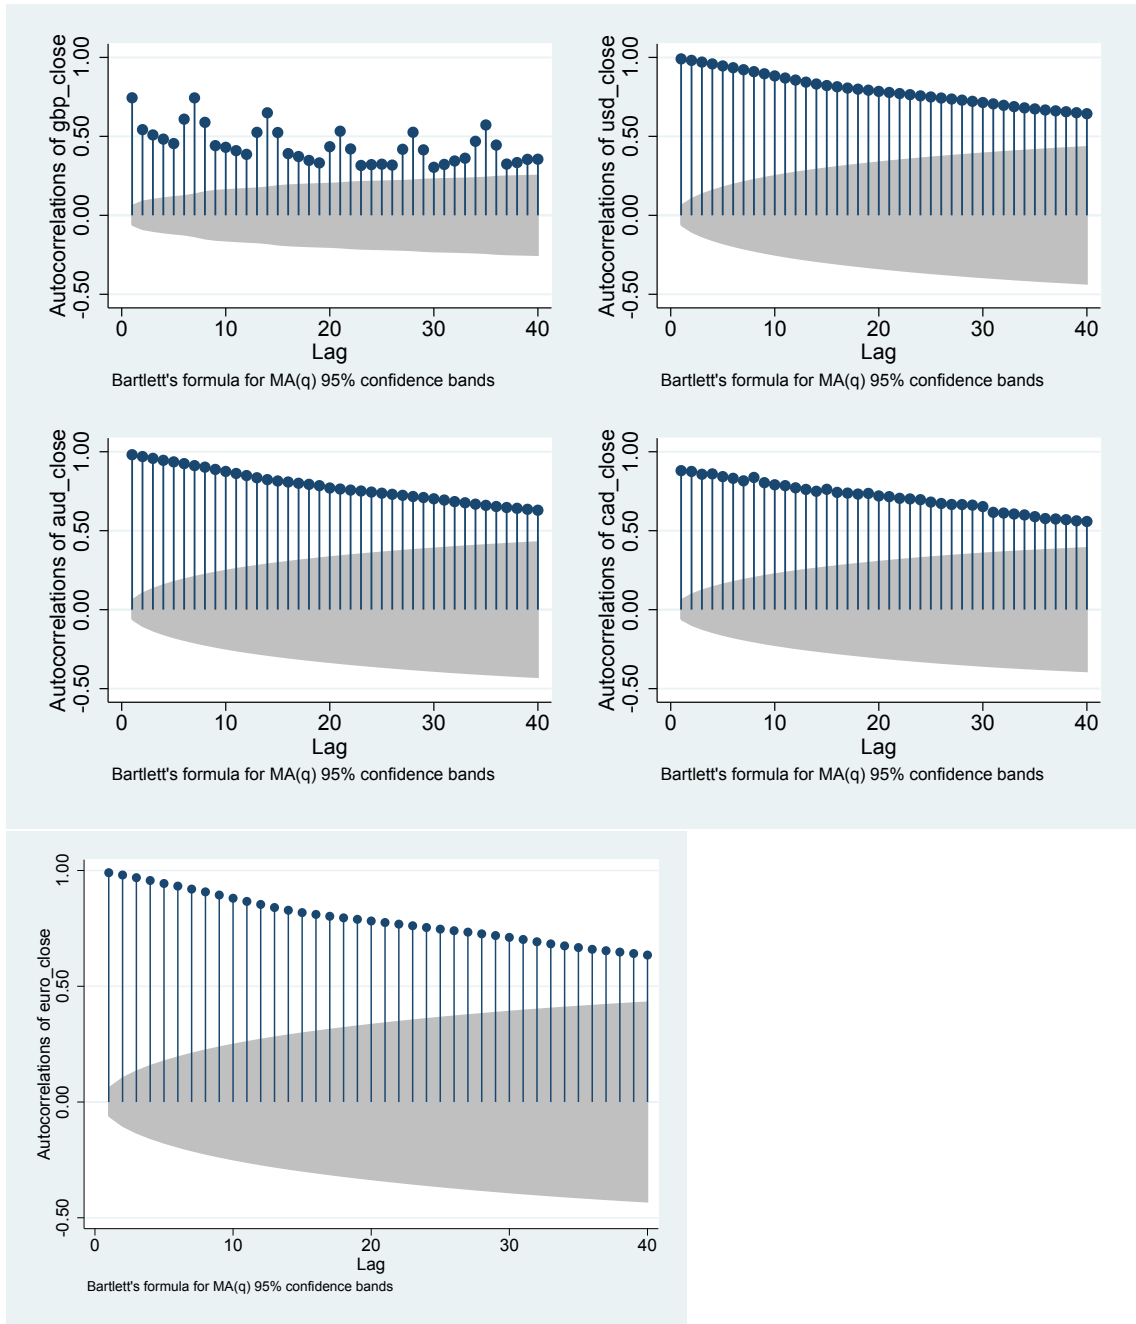 Autocorrelations of gbp_close
1.00
0.50
0.00
-0.50
0 10 20 30 40
Lag
Bartlett's formula for MA(q) 95% confidence bands
Autocorrelations of usd_close
1.00
0.50
0.00
-0.50
0 10 20 30 40
Lag
Bartlett's formula for MA(q) 95% confidence bands
Autocorrelations of aud_close
1.00
0.50
0.00
-0.50
0 10 20 30 40
Lag
Bartlett's formula for MA(q) 95% confidence bands
Autocorrelations of cad_close
1.00
0.50
0.00
-0.50
0 10 20 30 40
Lag
Bartlett's formula for MA(q) 95% confidence bands
Autocorrelations of euro_close
1.00
0.50
0.00
-0.50
0 10 20 30 40
Lag
Bartlett's formula for MA(q) 95% confidence bands